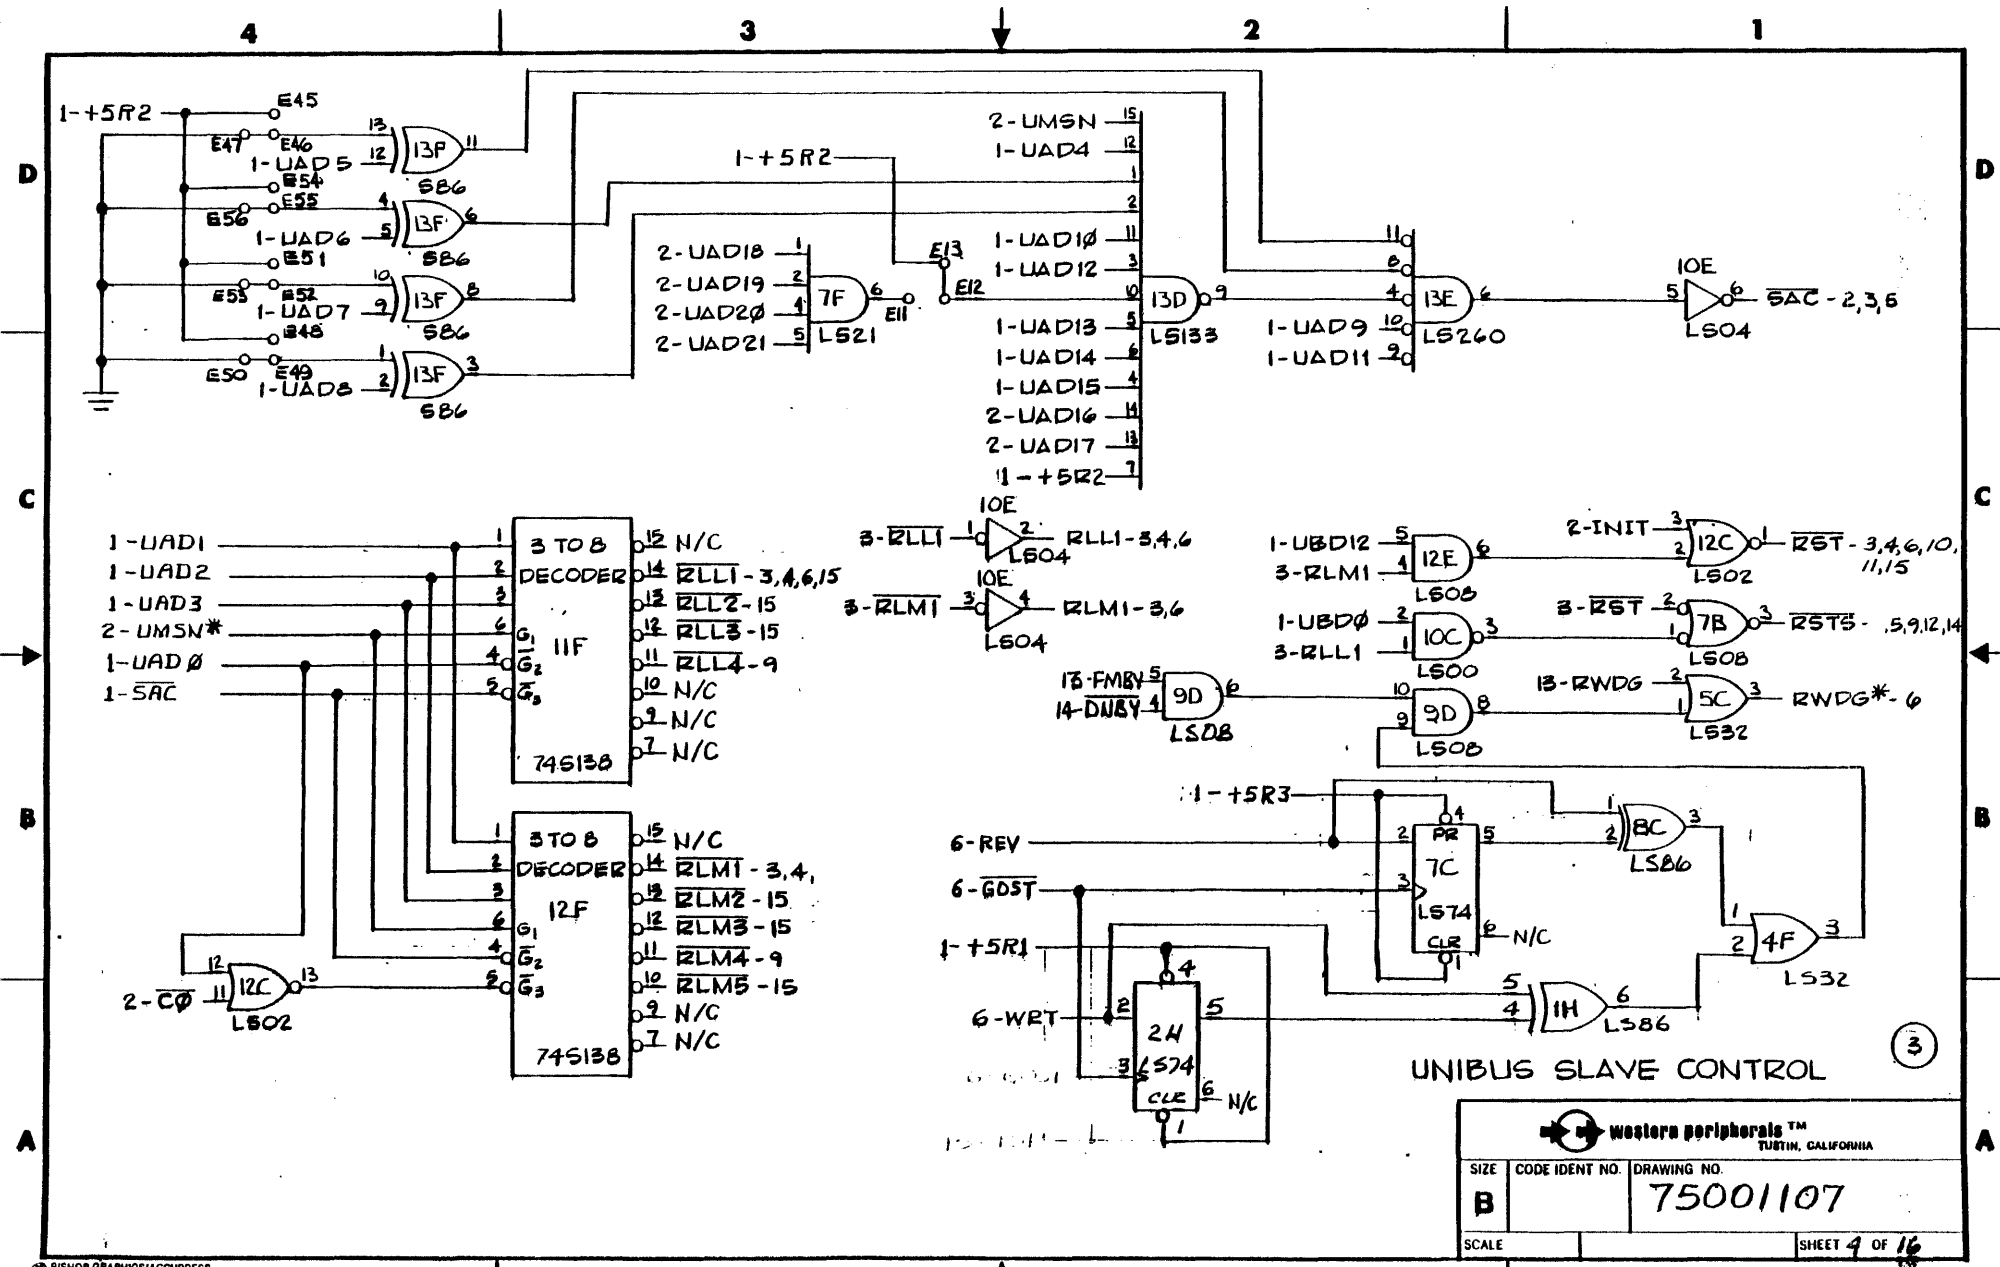 4 3 2 1
D
1-+5R2
E45
E47 E46
1-UAD5
13
12
13F
11
S86
E54
E56 E55
1-UAD6
4
5
13F
6
S86
E51
E53 E52
1-UAD7
10
9
13F
8
S86
E48
E50 E49
1-UAD8
1
2
13F
3
S86
1-+5R2
2-UAD18 1
2-UAD19 2
2-UAD20 4
2-UAD21 5
7F
6
LS21
E11
E13
E12
2-UMSN 15
1-UAD4 12
1
2
1-UAD10 11
1-UAD12 3
10
1-UAD13 5
1-UAD14 6
1-UAD15 4
2-UAD16 14
2-UAD17 13
1-+5R2 7
13D
9
LS133
11
8
4
1-UAD9 10
1-UAD11 9
13E
6
LS260
10E
5
6
LS04
SAC - 2,3,5
D
C
1-UAD1
1-UAD2
1-UAD3
2-UMSN*
1-UAD0
1-SAC
1
2
3
6 G1
4 G2
5 G3
3 TO 8
DECODER
11F
74S138
15 N/C
14 RLL1 - 3,4,6,15
13 RLL2 - 15
12 RLL3 - 15
11 RLL4 - 9
10 N/C
9 N/C
7 N/C
10E
3-RLL1 1
2 RLL1 - 3,4,6
LS04
10E
3-RLM1 3
4 RLM1 - 3,6
LS04
1-UBD12 5
3-RLM1 4
12E
6
LS08
2-INIT 3
2
12C
1
LS02
RST - 3,4,6,10,
11,15
1-UBD0 2
3-RLL1 1
10C
3
LS00
3-RST 2
1
7B
3
LS08
RSTS - ,5,9,12,14
13-FMBY 5
14-DNBY 4
9D
6
LS08
10
9
9D
8
LS08
13-RWDG 2
1
5C
3
LS32
RWDG* - 6
C
B
1
2
3
6 G1
4 G2
5 G3
3 TO 8
DECODER
12F
74S138
15 N/C
14 RLM1 - 3,4,
13 RLM2 - 15
12 RLM3 - 15
11 RLM4 - 9
10 RLM5 - 15
9 N/C
7 N/C
12
2-C0 11
12C
13
LS02
1-+5R3
6-REV
6-GOST
2
3
4
PR
7C
LS74
CLR
1
5
6
N/C
1
2
8C
3
LS86
1-+5R1
6-WRT
2
3
4
2H
LS74
CLR
1
5
6
N/C
5
4
1H
6
LS86
1
2
4F
3
LS32
B
3
UNIBUS SLAVE CONTROL
A
western peripherals™
TUSTIN, CALIFORNIA
SIZE
B
CODE IDENT NO.
DRAWING NO.
75001107
SCALE
SHEET 4 OF 16
A